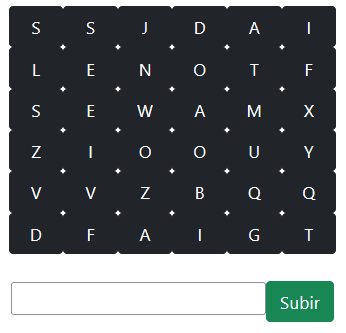 S S J D A I
L E N O T F
S E W A M X
Z I O O U Y
V V Z B Q Q
D F A I G T
Subir